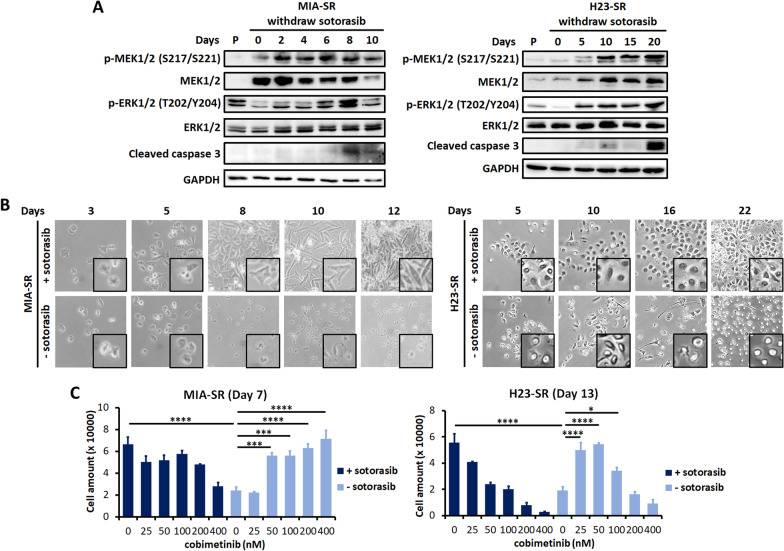 A
MIA-SR
withdraw sotorasib
Days P 0 2 4 6 8 10
p-MEK1/2 (S217/S221)
MEK1/2
p-ERK1/2 (T202/Y204)
ERK1/2
Cleaved caspase 3
GAPDH
H23-SR
withdraw sotorasib
Days P 0 5 10 15 20
p-MEK1/2 (S217/S221)
MEK1/2
p-ERK1/2 (T202/Y204)
ERK1/2
Cleaved caspase 3
GAPDH
B
Days 3 5 8 10 12
MIA-SR
+ sotorasib
- sotorasib
Days 5 10 16 22
H23-SR
+ sotorasib
- sotorasib
C
MIA-SR (Day 7)
Cell amount (x 10000)
10
8
6
4
2
0
****
****
****
***
***
0 25 50 100 200 400 0 25 50 100 200 400
cobimetinib (nM)
+ sotorasib
- sotorasib
H23-SR (Day 13)
Cell amount (x 10000)
8
6
4
2
0
****
*
****
****
0 25 50 100 200 400 0 25 50 100 200 400
cobimetinib (nM)
+ sotorasib
- sotorasib